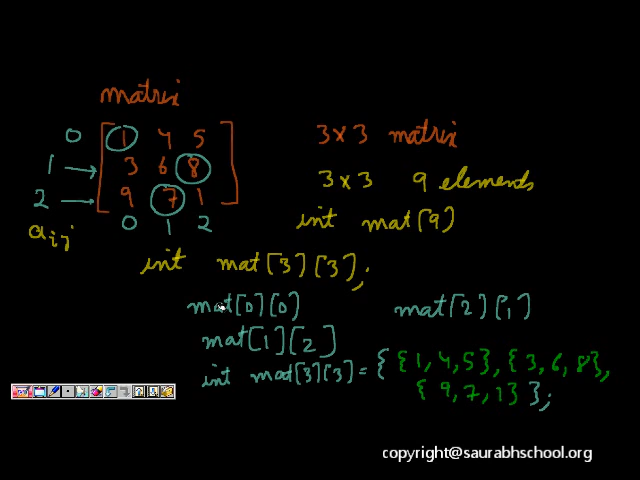 matrix
0 [ 1 4 5 ] 3x3 matrix
1 → 3 6 8 3x3 9 elements
2 → 9 7 1
0 1 2 int mat[9]
aij
int mat[3][3];
mat[0][0] mat[2][1]
mat[1][2]
int mat[3][3] = { {1,4,5}, {3,6,8},
{9,7,1} };
copyright@saurabhschool.org